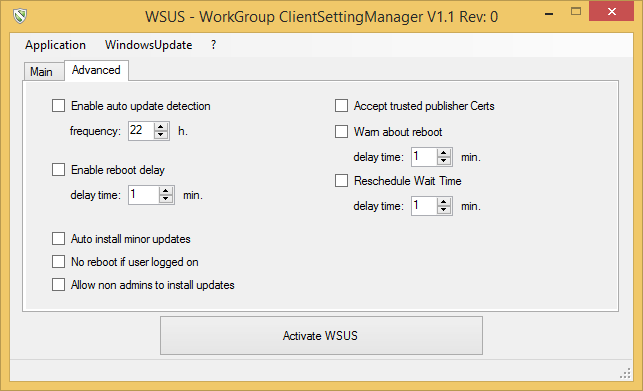 WSUS - WorkGroup ClientSettingManager V1.1 Rev: 0
Application WindowsUpdate ?
Main Advanced
Enable auto update detection
frequency: 22 h.
Enable reboot delay
delay time: 1 min.
Auto install minor updates
No reboot if user logged on
Allow non admins to install updates
Accept trusted publisher Certs
Warn about reboot
delay time: 1 min.
Reschedule Wait Time
delay time: 1 min.
Activate WSUS